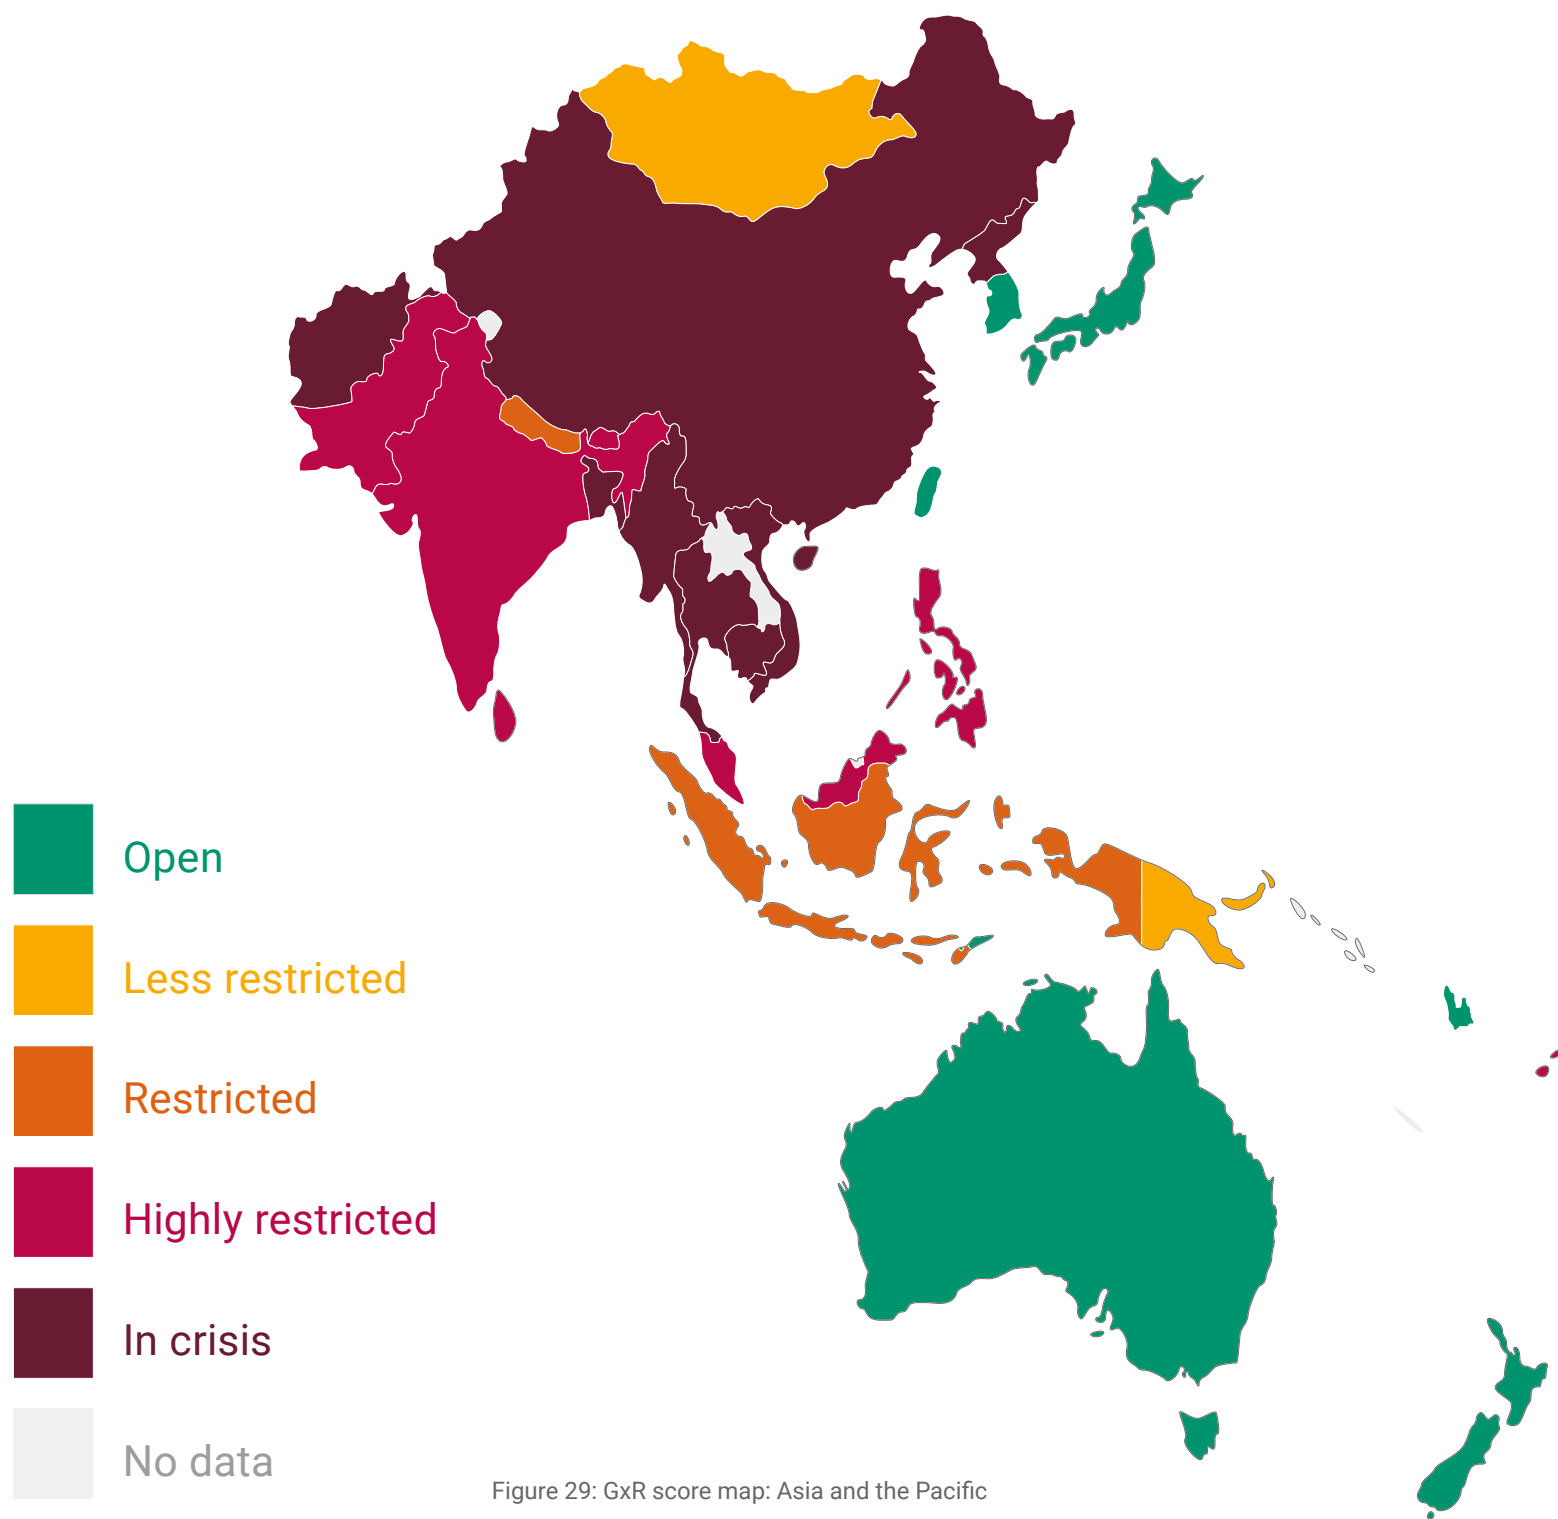 Open
Less restricted
Restricted
Highly restricted
In crisis
No data
Figure 29: GxR score map: Asia and the Pacific